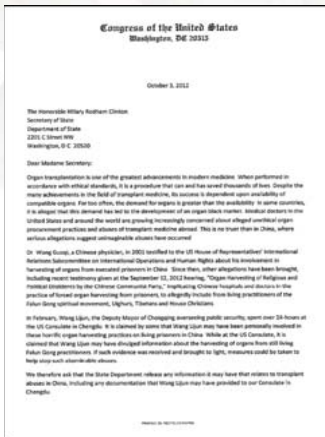 Congress of the United States
Washington, DC 20515
October 3, 2012
The Honorable Hillary Rodham Clinton
Secretary of State
Department of State
2201 C Street NW
Washington, D.C. 20520
Dear Madame Secretary:
Organ transplantation is one of the greatest advancements in modern medicine. When performed in
accordance with ethical standards, it is a procedure that can and has saved thousands of lives. Despite the
many achievements in the field of transplant medicine, its success is dependent upon availability of
compatible organs. Far too often, the demand for organs is greater than the availability. In some countries,
it is alleged that this demand has led to the development of an organ black market. Medical doctors in the
United States and around the world are growing increasingly concerned about alleged unethical organ
procurement practices and abuses of transplant medicine abroad. This is no truer than in China, where
serious allegations suggest unimaginable abuses have occurred
Dr. Wang Guoqi, a Chinese physician, in 2001 testified to the US House of Representatives' International
Relations Subcommittee on International Operations and Human Rights about his involvement in
harvesting of organs from executed prisoners in China. Since then, other allegations have been brought,
including recent testimony given at the September 12, 2012 hearing, "Organ Harvesting of Religious and
Political Dissidents by the Chinese Communist Party," implicating Chinese hospitals and doctors in the
practice of forced organ harvesting from prisoners, to allegedly include from living practitioners of the
Falun Gong spiritual movement, Uighurs, Tibetans and House Christians.
In February, Wang Lijun, the Deputy Mayor of Chongqing overseeing public security, spent over 24 hours at
the US Consulate in Chengdu. It is claimed by some that Wang Lijun may have been personally involved in
these horrific organ harvesting practices on living prisoners in China. While at the US Consulate, it is
claimed that Wang Lijun may have divulged information about the harvesting of organs from still living
Falun Gong practitioners. If such evidence was received and brought to light, measures could be taken to
help stop such abominable abuses.
We therefore ask that the State Department release any information it may have that relates to transplant
abuses in China, including any documentation that Wang Lijun may have provided to our Consulate in
Chengdu.
PRINTED ON RECYCLED PAPER